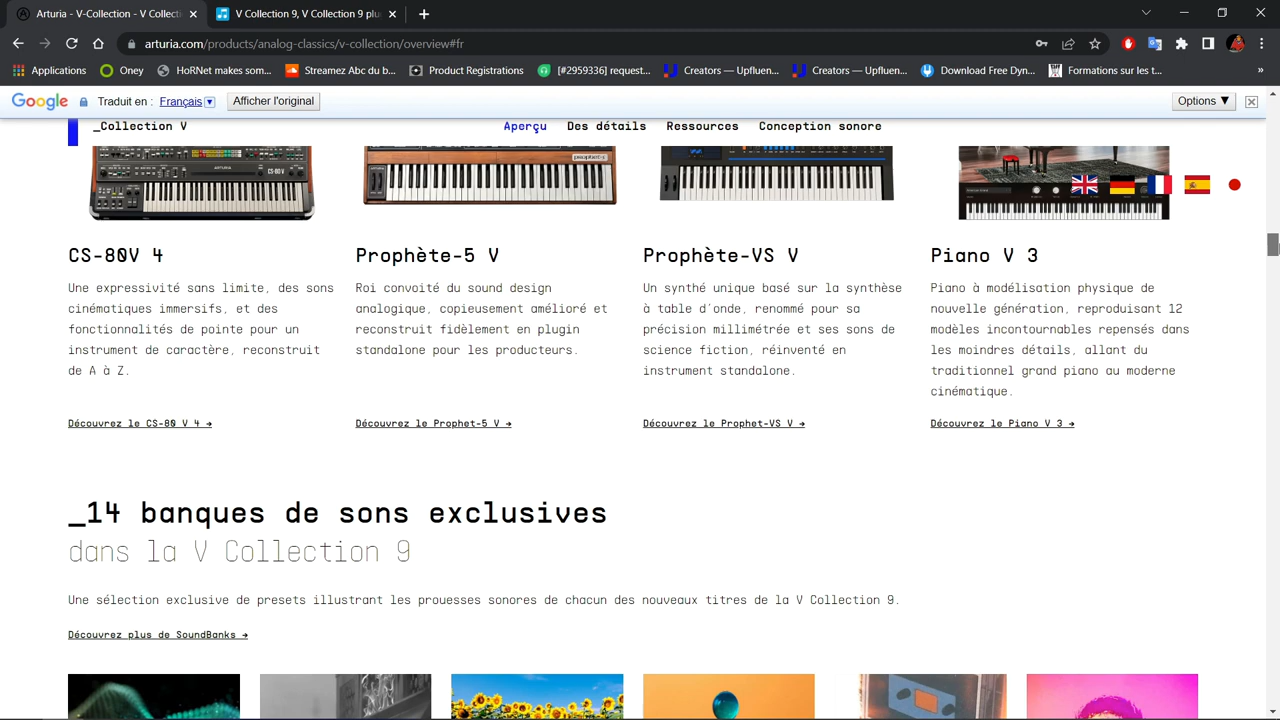 Arturia - V-Collection - V Collecti
V Collection 9, V Collection 9 plu
arturia.com/products/analog-classics/v-collection/overview#fr
Applications
Oney
HoRNet makes som...
Streamez Abc du b...
Product Registrations
[#2959336] request...
Creators — Upfluen...
Creators — Upfluen...
Download Free Dyn...
Formations sur les t...
»
Google
Traduit en :
Français
Afficher l'original
Options ▼
_Collection V
Aperçu
Des détails
Ressources
Conception sonore
ARTURIA
CS-80V
prophet-5
CS-80V 4
Prophète-5 V
Prophète-VS V
Piano V 3
Une expressivité sans limite, des sons
cinématiques immersifs, et des
fonctionnalités de pointe pour un
instrument de caractère, reconstruit
de A à Z.
Roi convoité du sound design
analogique, copieusement amélioré et
reconstruit fidèlement en plugin
standalone pour les producteurs.
Un synthé unique basé sur la synthèse
à table d'onde, renommé pour sa
précision millimétrée et ses sons de
science fiction, réinventé en
instrument standalone.
Piano à modélisation physique de
nouvelle génération, reproduisant 12
modèles incontournables repensés dans
les moindres détails, allant du
traditionnel grand piano au moderne
cinématique.
Découvrez le CS-80 V 4 →
Découvrez le Prophet-5 V →
Découvrez le Prophet-VS V →
Découvrez le Piano V 3 →
_14 banques de sons exclusives
dans la V Collection 9
Une sélection exclusive de presets illustrant les prouesses sonores de chacun des nouveaux titres de la V Collection 9.
Découvrez plus de SoundBanks →